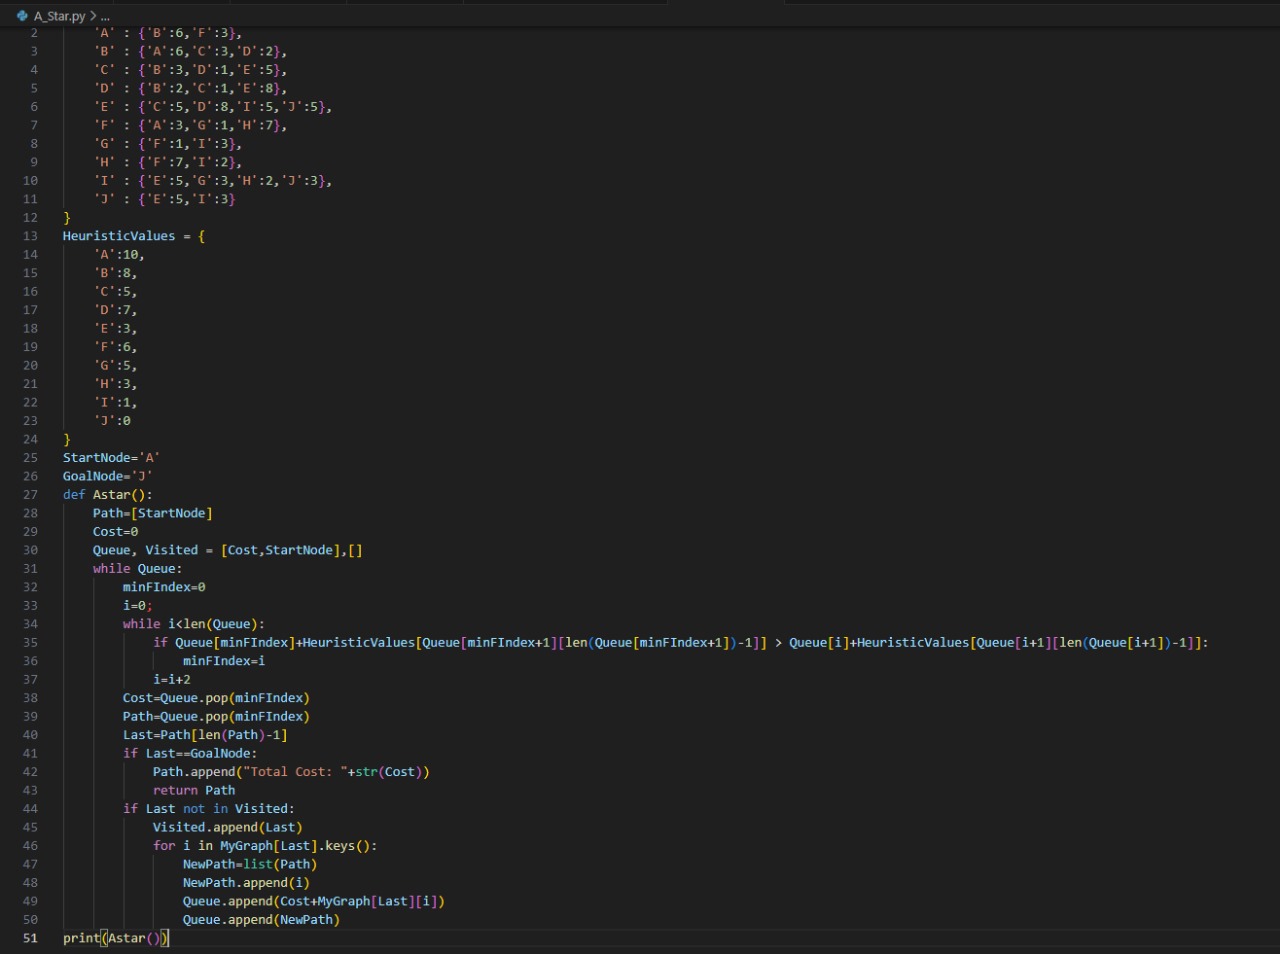 A_Star.py > ...
2 'A' : {'B':6,'F':3},
3 'B' : {'A':6,'C':3,'D':2},
4 'C' : {'B':3,'D':1,'E':5},
5 'D' : {'B':2,'C':1,'E':8},
6 'E' : {'C':5,'D':8,'I':5,'J':5},
7 'F' : {'A':3,'G':1,'H':7},
8 'G' : {'F':1,'I':3},
9 'H' : {'F':7,'I':2},
10 'I' : {'E':5,'G':3,'H':2,'J':3},
11 'J' : {'E':5,'I':3}
12 }
13 HeuristicValues = {
14 'A':10,
15 'B':8,
16 'C':5,
17 'D':7,
18 'E':3,
19 'F':6,
20 'G':5,
21 'H':3,
22 'I':1,
23 'J':0
24 }
25 StartNode='A'
26 GoalNode='J'
27 def Astar():
28 Path=[StartNode]
29 Cost=0
30 Queue, Visited = [Cost,StartNode],[]
31 while Queue:
32 minFIndex=0
33 i=0;
34 while i<len(Queue):
35 if Queue[minFIndex]+HeuristicValues[Queue[minFIndex+1][len(Queue[minFIndex+1])-1]] > Queue[i]+HeuristicValues[Queue[i+1][len(Queue[i+1])-1]]:
36 minFIndex=i
37 i=i+2
38 Cost=Queue.pop(minFIndex)
39 Path=Queue.pop(minFIndex)
40 Last=Path[len(Path)-1]
41 if Last==GoalNode:
42 Path.append("Total Cost: "+str(Cost))
43 return Path
44 if Last not in Visited:
45 Visited.append(Last)
46 for i in MyGraph[Last].keys():
47 NewPath=list(Path)
48 NewPath.append(i)
49 Queue.append(Cost+MyGraph[Last][i])
50 Queue.append(NewPath)
51 print(Astar())